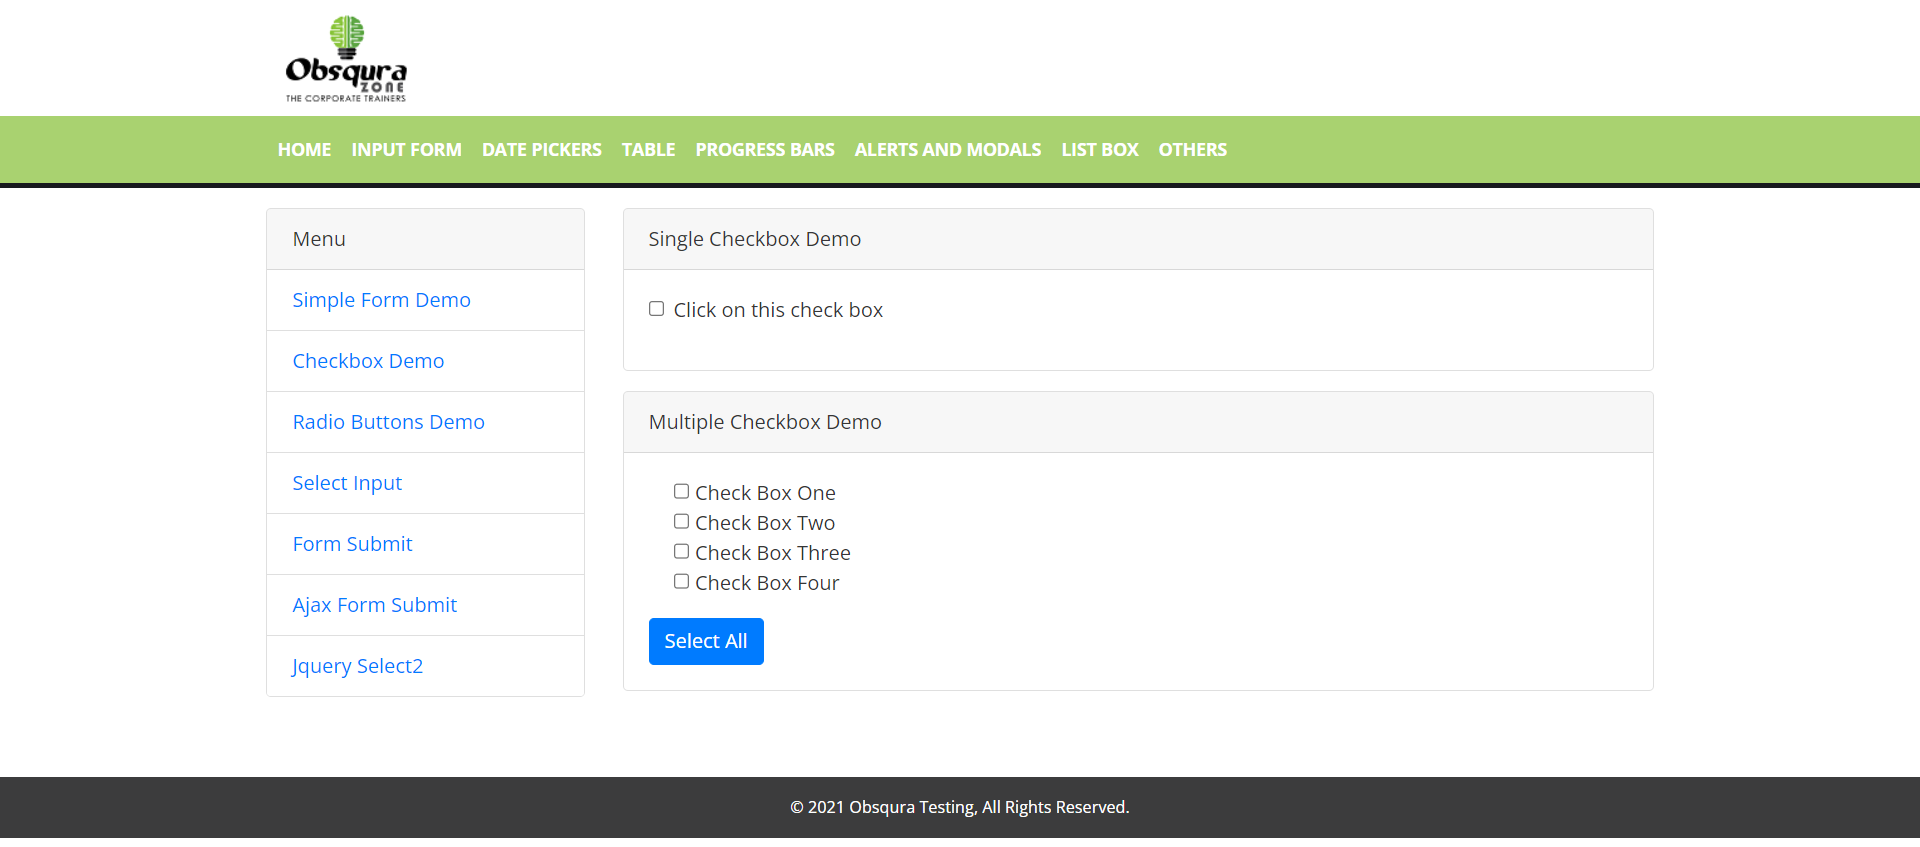 Obsqura
ZONE
THE CORPORATE TRAINERS
HOME INPUT FORM DATE PICKERS TABLE PROGRESS BARS ALERTS AND MODALS LIST BOX OTHERS
Menu
Simple Form Demo
Checkbox Demo
Radio Buttons Demo
Select Input
Form Submit
Ajax Form Submit
Jquery Select2
Single Checkbox Demo
Click on this check box
Multiple Checkbox Demo
Check Box One
Check Box Two
Check Box Three
Check Box Four
Select All
© 2021 Obsqura Testing, All Rights Reserved.